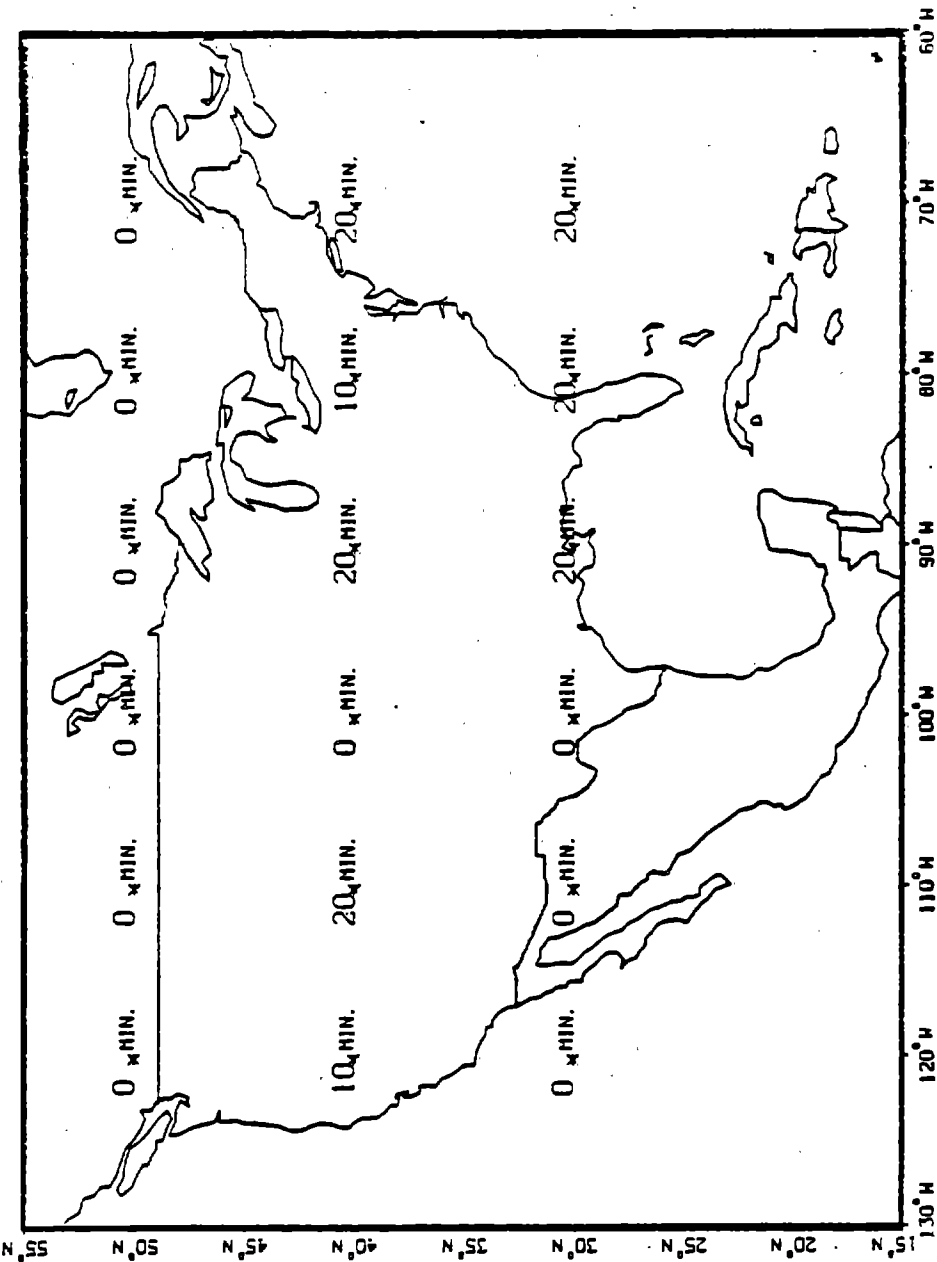 55°N
50°N
0 *MIN. 0 *MIN. 0 *MIN. 0 *MIN. 0 *MIN. 0 *MIN.
45°N
40°N
10*MIN. 20*MIN. 0 *MIN. 20*MIN. 10*MIN. 20*MIN.
35°N
30°N
0 *MIN. 0 *MIN. 0 *MIN. 20*MIN. 20*MIN. 20*MIN.
25°N
20°N
15°N
130°W 120°W 110°W 100°W 90°W 80°W 70°W 60°W